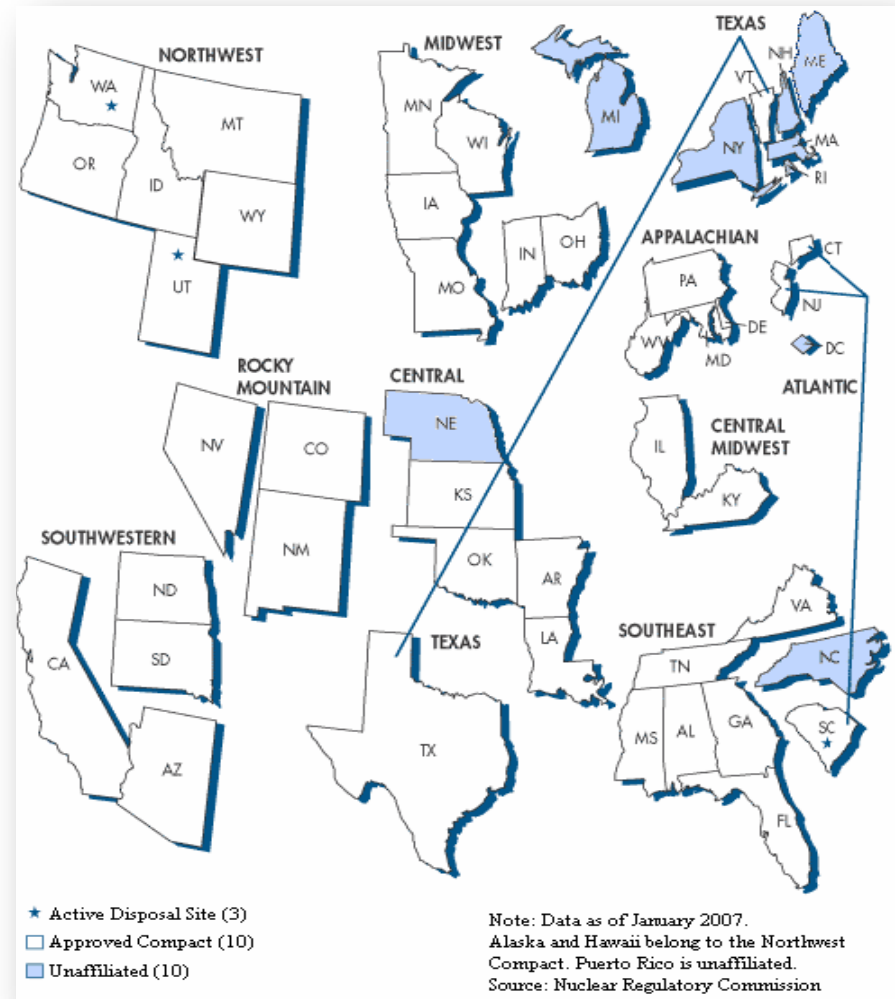 NORTHWEST
WA
MT
OR
ID
WY
UT
MIDWEST
MN
WI
IA
MO
IN
OH
MI
TEXAS
NH
ME
VT
NY
MA
RI
APPALACHIAN
PA
WV
MD
DE
CT
NJ
DC
ATLANTIC
ROCKY
MOUNTAIN
NV
CO
NM
CENTRAL
NE
KS
OK
AR
LA
CENTRAL
MIDWEST
IL
KY
SOUTHWESTERN
ND
CA
SD
AZ
TEXAS
TX
SOUTHEAST
VA
TN
NC
MS
AL
GA
SC
FL
Active Disposal Site (3)
Approved Compact (10)
Unaffiliated (10)
Note: Data as of January 2007.
Alaska and Hawaii belong to the Northwest
Compact. Puerto Rico is unaffiliated.
Source: Nuclear Regulatory Commission